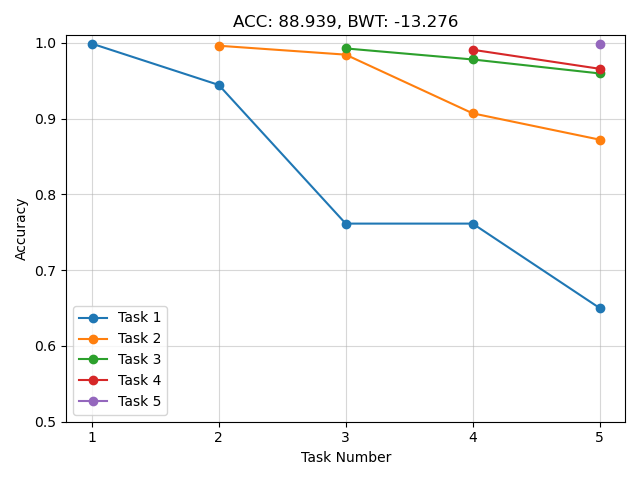 ACC: 88.939, BWT: -13.276
1.0
0.9
0.8
0.7
0.6
0.5
Accuracy
Task 1
Task 2
Task 3
Task 4
Task 5
1 2 3 4 5
Task Number